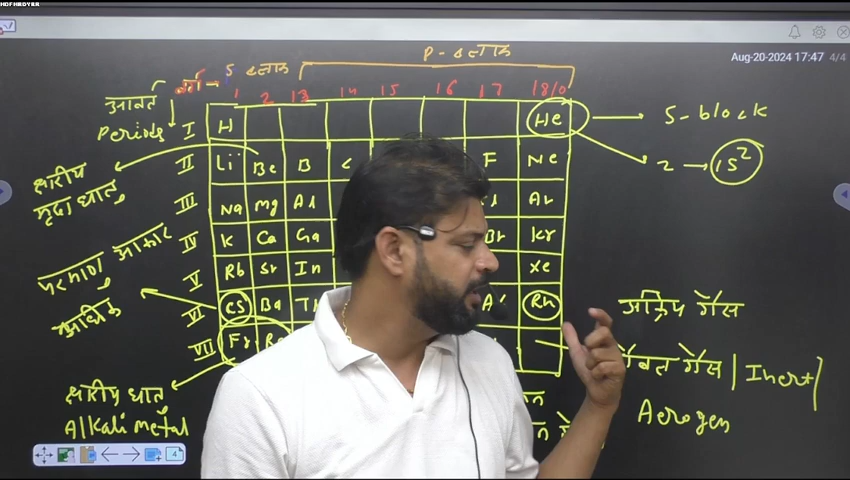 Aug-20-2024 17:47 4/4
P-ब्लाक
S ब्लाक
वर्ग 1 2 13 14 15 16 17 18/0
आवर्त
Periods
I H He
II Li Be B C F Ne
III Na Mg Al Ar
IV K Ca Ga Br Kr
V Rb Sr In Xe
VI Cs Ba Rn
VII Fr
S-block
2 → 1S²
क्षारीय
मृदा धातु
परमाणु आकार
अधिक
क्षारीय धातु
Alkali metal
गैस
गैस | Inert
Aerogen
4